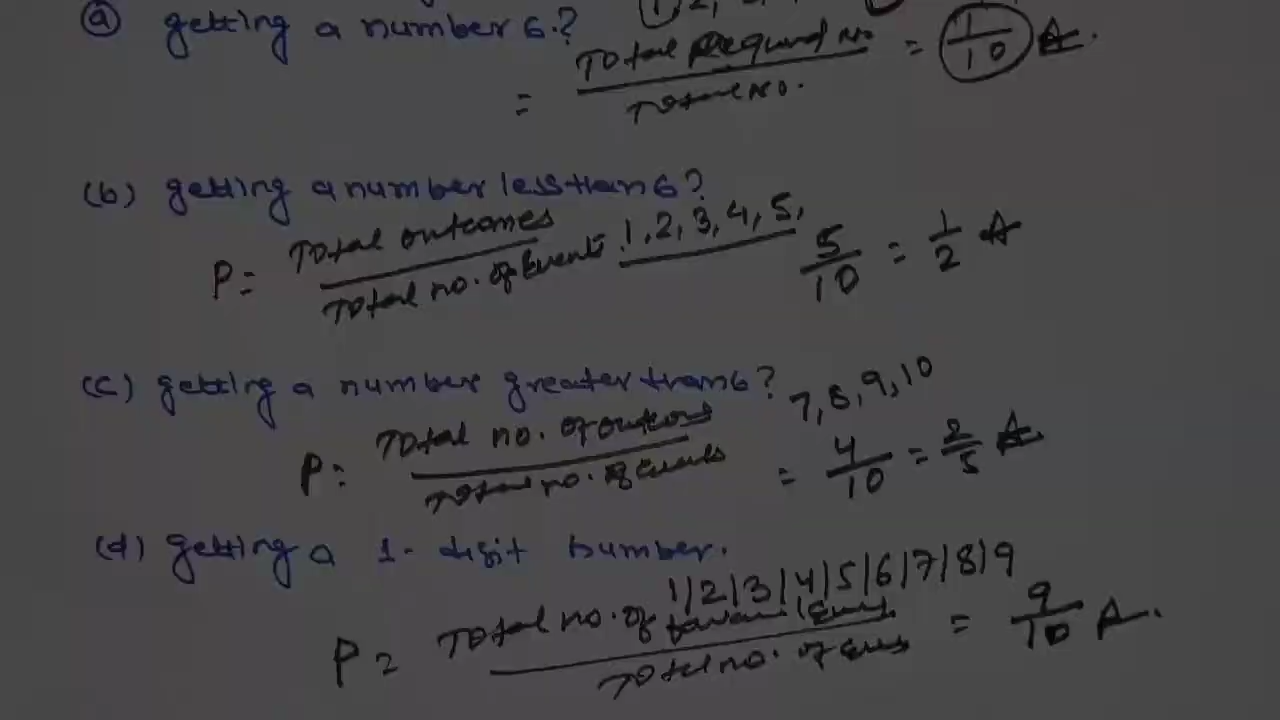 (a) getting a number 6.?
= Total Required No / Total No. = 1/10 A.
(b) getting a number less than 6?
P = Total outcomes / Total no. of Events 1, 2, 3, 4, 5, 5/10 = 1/2 A
(c) getting a number greater than 6? 7, 8, 9, 10
P = Total no. of / Total no. of = 4/10 = 2/5 A
(d) getting a 1-digit number.
1/2/3/4/5/6/7/8/9
P = Total no. of / Total no. of = 9/10 A.